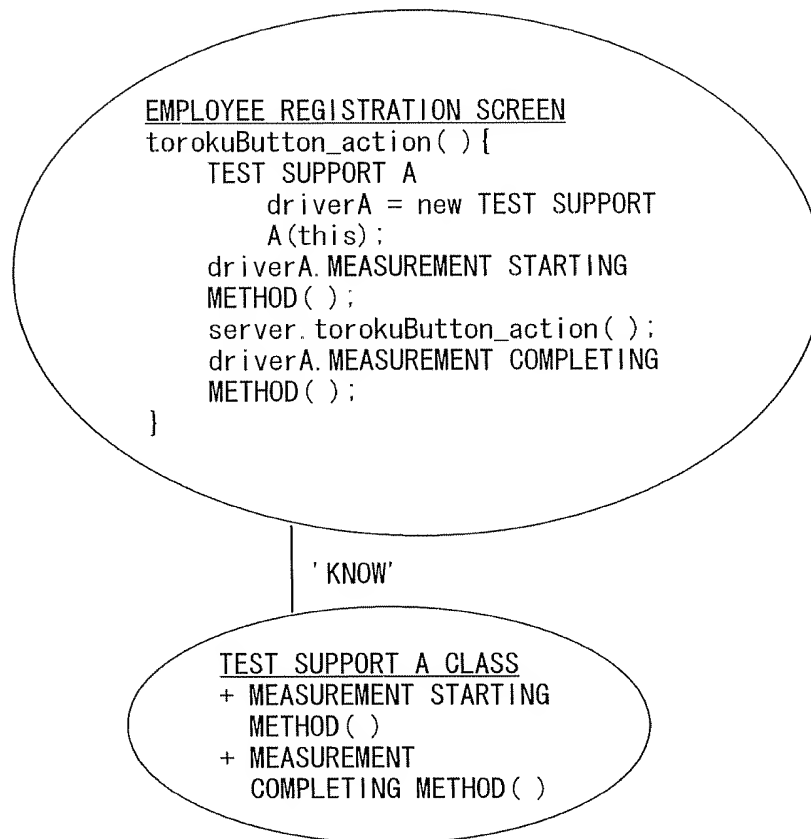 EMPLOYEE REGISTRATION SCREEN
torokuButton_action( ){
TEST SUPPORT A
driverA = new TEST SUPPORT
A(this);
driverA.MEASUREMENT STARTING
METHOD( );
server.torokuButton_action( );
driverA.MEASUREMENT COMPLETING
METHOD( );
}
'KNOW'
TEST SUPPORT A CLASS
+ MEASUREMENT STARTING
METHOD( )
+ MEASUREMENT
COMPLETING METHOD( )